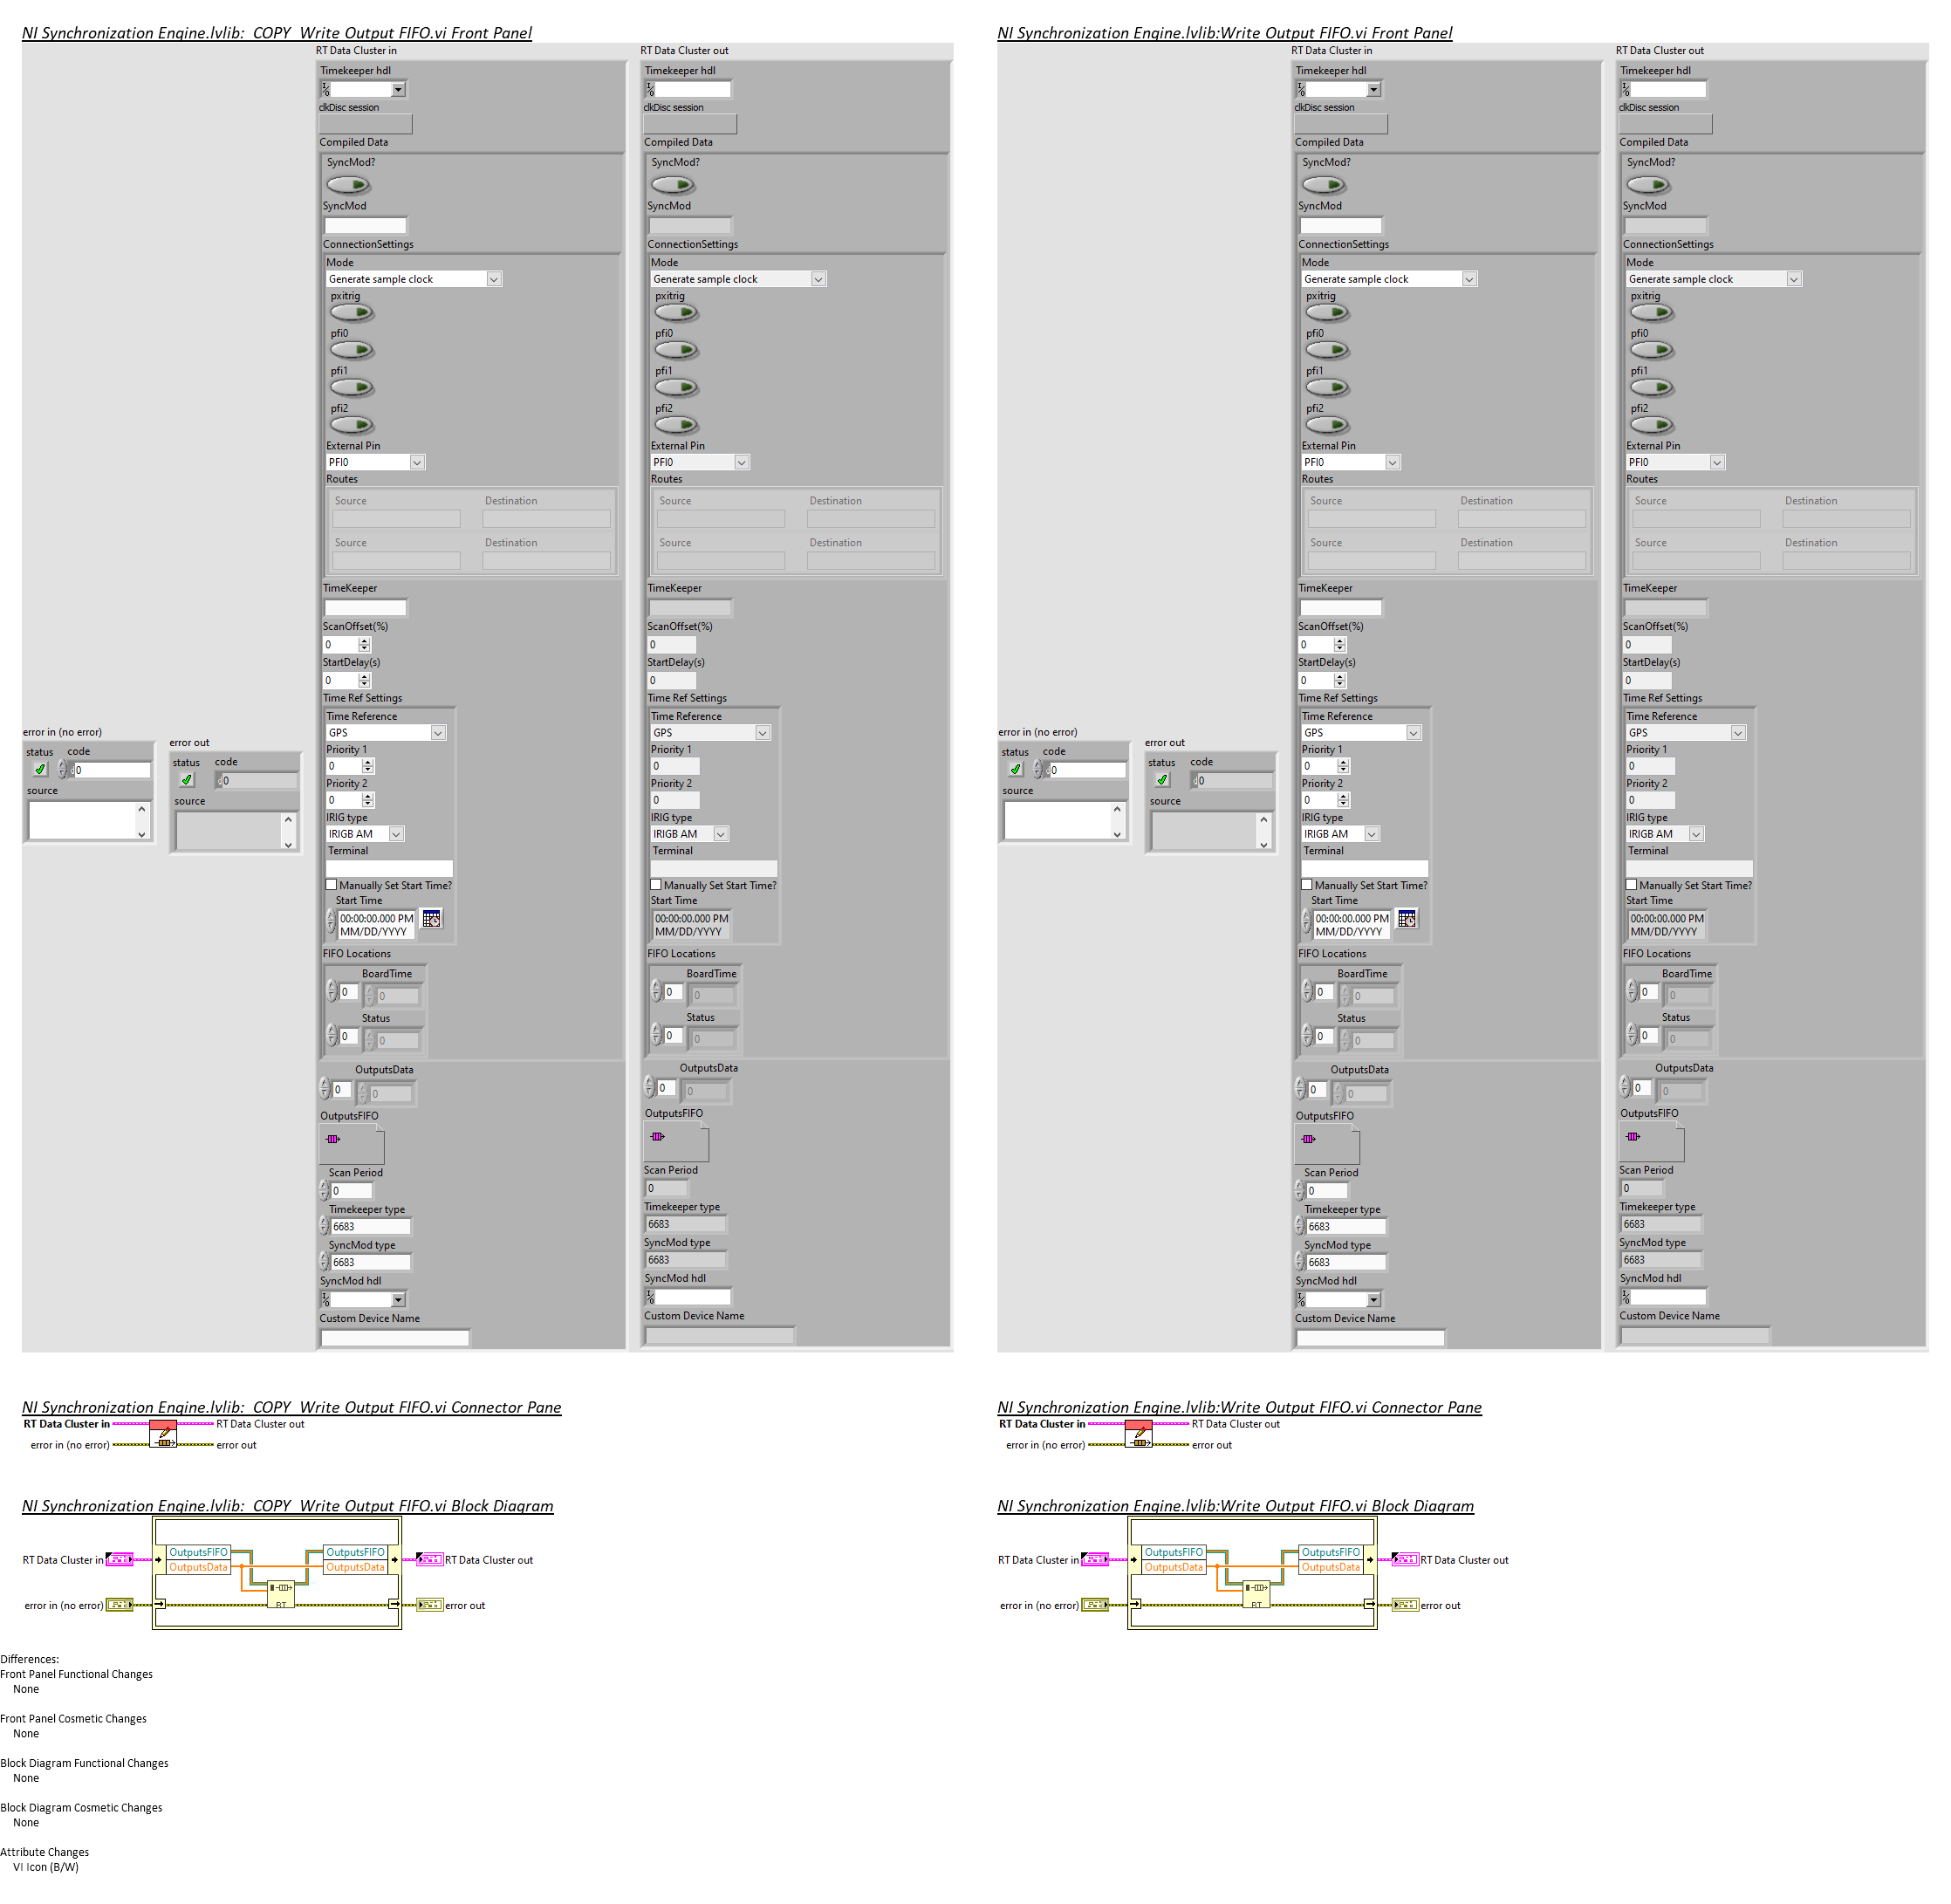 NI Synchronization Engine.lvlib:_COPY_Write Output FIFO.vi Front Panel
RT Data Cluster in
RT Data Cluster out
Timekeeper hdl
clkDisc session
Compiled Data
SyncMod?
SyncMod
ConnectionSettings
Mode
Generate sample clock
pxitrig
pfi0
pfi1
pfi2
External Pin
PFI0
Routes
Source Destination
Source Destination
TimeKeeper
ScanOffset(%)
0
StartDelay(s)
0
Time Ref Settings
Time Reference
GPS
Priority 1
0
Priority 2
0
IRIG type
IRIGB AM
Terminal
Manually Set Start Time?
Start Time
00:00:00.000 PM
MM/DD/YYYY
FIFO Locations
BoardTime
0 0
Status
0 0
OutputsData
0 0
OutputsFIFO
Scan Period
0
Timekeeper type
6683
SyncMod type
6683
SyncMod hdl
Custom Device Name
Timekeeper hdl
clkDisc session
Compiled Data
SyncMod?
SyncMod
ConnectionSettings
Mode
Generate sample clock
pxitrig
pfi0
pfi1
pfi2
External Pin
PFI0
Routes
Source Destination
Source Destination
TimeKeeper
ScanOffset(%)
0
StartDelay(s)
0
Time Ref Settings
Time Reference
GPS
Priority 1
0
Priority 2
0
IRIG type
IRIGB AM
Terminal
Manually Set Start Time?
Start Time
00:00:00.000 PM
MM/DD/YYYY
FIFO Locations
BoardTime
0 0
Status
0 0
OutputsData
0 0
OutputsFIFO
Scan Period
0
Timekeeper type
6683
SyncMod type
6683
SyncMod hdl
Custom Device Name
error in (no error)
status code
d0
source
error out
status code
d0
source
NI Synchronization Engine.lvlib:Write Output FIFO.vi Front Panel
RT Data Cluster in
RT Data Cluster out
Timekeeper hdl
clkDisc session
Compiled Data
SyncMod?
SyncMod
ConnectionSettings
Mode
Generate sample clock
pxitrig
pfi0
pfi1
pfi2
External Pin
PFI0
Routes
Source Destination
Source Destination
TimeKeeper
ScanOffset(%)
0
StartDelay(s)
0
Time Ref Settings
Time Reference
GPS
Priority 1
0
Priority 2
0
IRIG type
IRIGB AM
Terminal
Manually Set Start Time?
Start Time
00:00:00.000 PM
MM/DD/YYYY
FIFO Locations
BoardTime
0 0
Status
0 0
OutputsData
0 0
OutputsFIFO
Scan Period
0
Timekeeper type
6683
SyncMod type
6683
SyncMod hdl
Custom Device Name
Timekeeper hdl
clkDisc session
Compiled Data
SyncMod?
SyncMod
ConnectionSettings
Mode
Generate sample clock
pxitrig
pfi0
pfi1
pfi2
External Pin
PFI0
Routes
Source Destination
Source Destination
TimeKeeper
ScanOffset(%)
0
StartDelay(s)
0
Time Ref Settings
Time Reference
GPS
Priority 1
0
Priority 2
0
IRIG type
IRIGB AM
Terminal
Manually Set Start Time?
Start Time
00:00:00.000 PM
MM/DD/YYYY
FIFO Locations
BoardTime
0 0
Status
0 0
OutputsData
0 0
OutputsFIFO
Scan Period
0
Timekeeper type
6683
SyncMod type
6683
SyncMod hdl
Custom Device Name
error in (no error)
status code
d0
source
error out
status code
d0
source
NI Synchronization Engine.lvlib:_COPY_Write Output FIFO.vi Connector Pane
RT Data Cluster in RT Data Cluster out
error in (no error) error out
NI Synchronization Engine.lvlib:Write Output FIFO.vi Connector Pane
RT Data Cluster in RT Data Cluster out
error in (no error) error out
NI Synchronization Engine.lvlib:_COPY_Write Output FIFO.vi Block Diagram
RT Data Cluster in OutputsFIFO OutputsFIFO RT Data Cluster out
OutputsData OutputsData
RT
error in (no error) error out
NI Synchronization Engine.lvlib:Write Output FIFO.vi Block Diagram
RT Data Cluster in OutputsFIFO OutputsFIFO RT Data Cluster out
OutputsData OutputsData
RT
error in (no error) error out
Differences:
Front Panel Functional Changes
None
Front Panel Cosmetic Changes
None
Block Diagram Functional Changes
None
Block Diagram Cosmetic Changes
None
Attribute Changes
VI Icon (B/W)